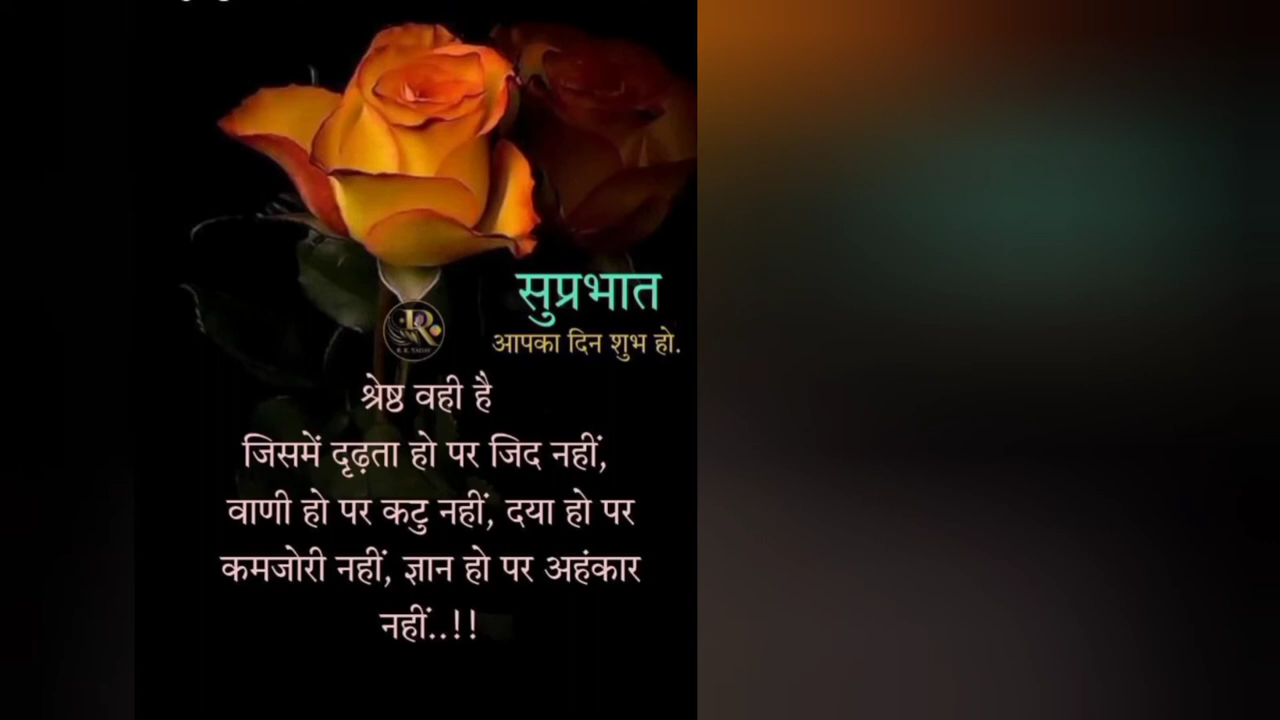 सुप्रभात
आपका दिन शुभ हो.
श्रेष्ठ वही है
जिसमें दृढ़ता हो पर जिद नहीं,
वाणी हो पर कटु नहीं, दया हो पर
कमजोरी नहीं, ज्ञान हो पर अहंकार
नहीं..!!